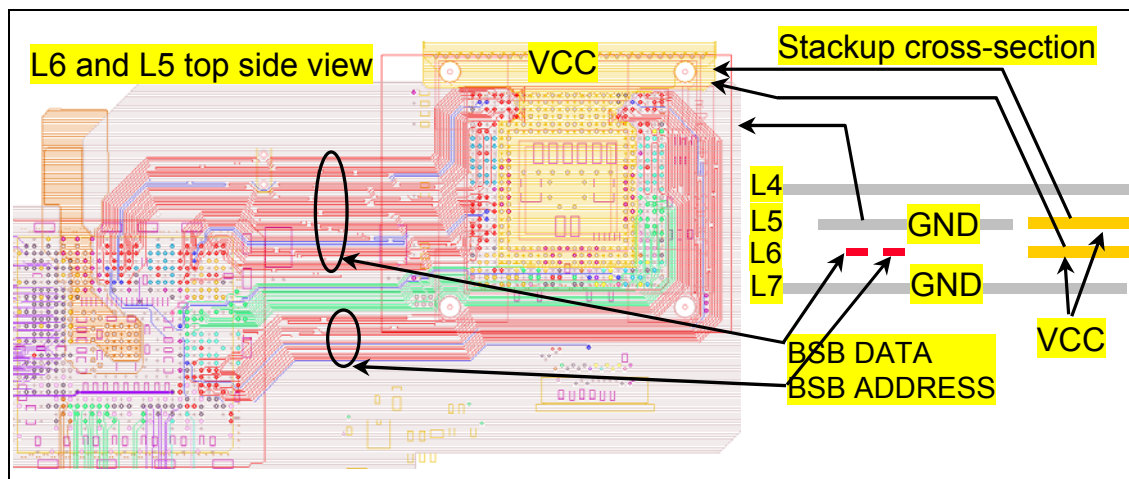 L6 and L5 top side view
VCC
Stackup cross-section
L4
L5
GND
L6
L7
GND
VCC
BSB DATA
BSB ADDRESS